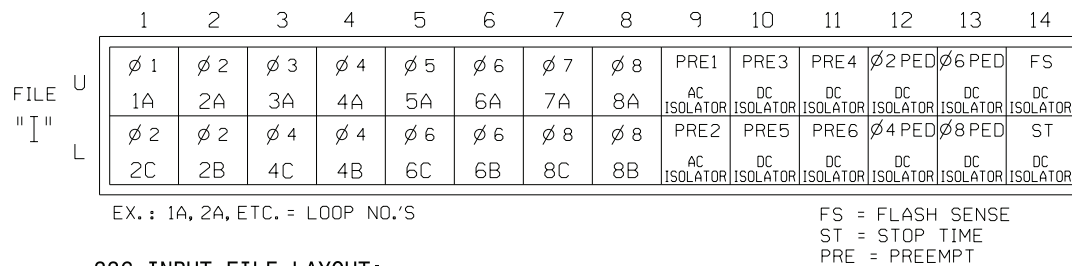 1 2 3 4 5 6 7 8 9 10 11 12 13 14
FILE "I"
U
Ø 1 Ø 2 Ø 3 Ø 4 Ø 5 Ø 6 Ø 7 Ø 8 PRE1 PRE3 PRE4 Ø2 PED Ø6 PED FS
1A 2A 3A 4A 5A 6A 7A 8A AC ISOLATOR DC ISOLATOR DC ISOLATOR DC ISOLATOR DC ISOLATOR DC ISOLATOR
L
Ø 2 Ø 2 Ø 4 Ø 4 Ø 6 Ø 6 Ø 8 Ø 8 PRE2 PRE5 PRE6 Ø4 PED Ø8 PED ST
2C 2B 4C 4B 6C 6B 8C 8B AC ISOLATOR DC ISOLATOR DC ISOLATOR DC ISOLATOR DC ISOLATOR DC ISOLATOR
EX.: 1A, 2A, ETC. = LOOP NO.'S
FS = FLASH SENSE
ST = STOP TIME
PRE = PREEMPT
INPUT FILE LAYOUT: